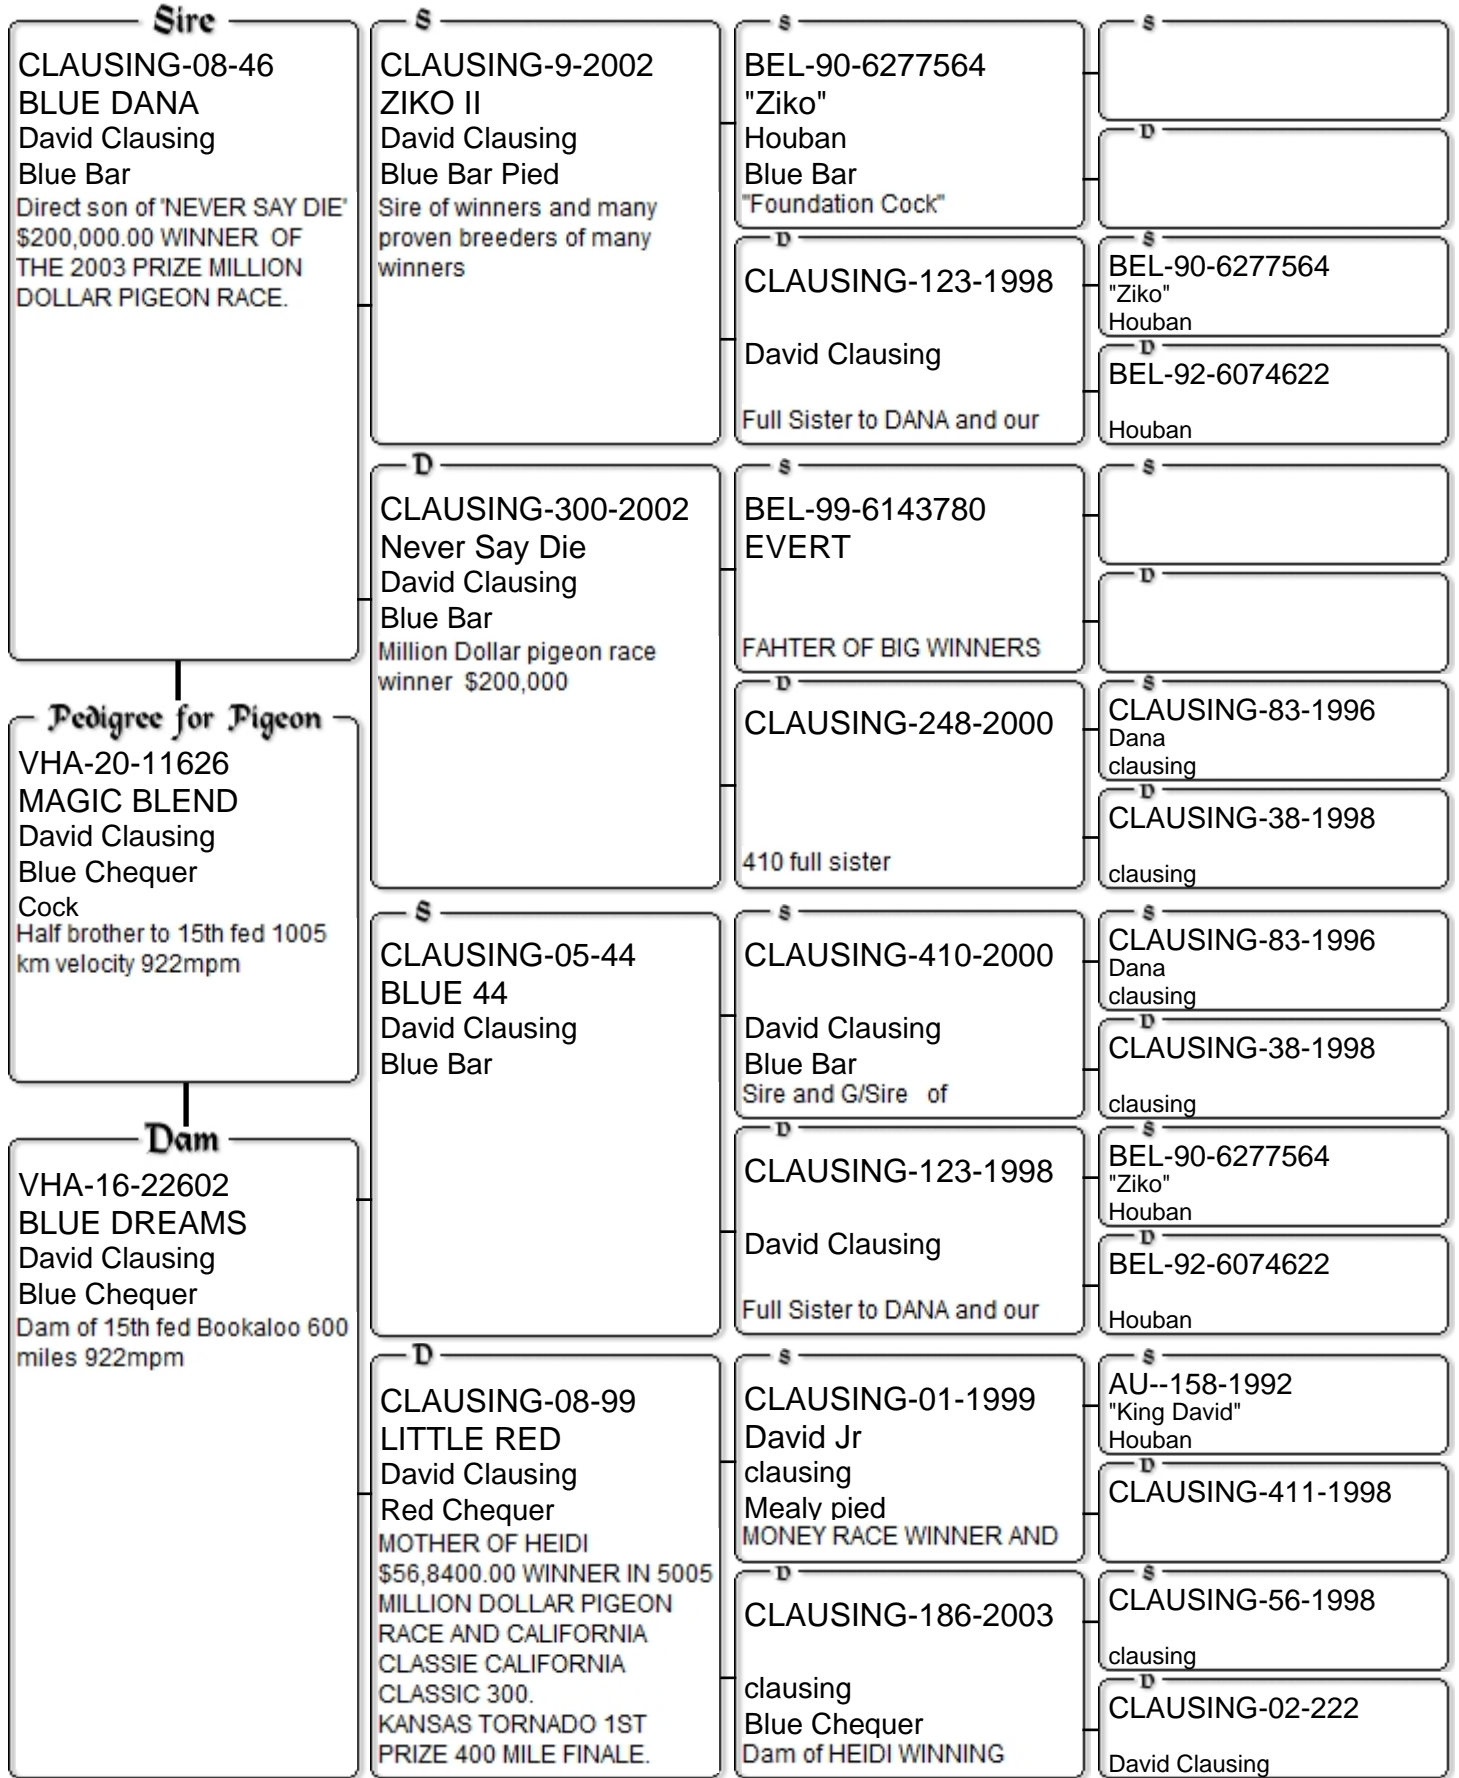 Sire
CLAUSING-08-46
BLUE DANA
David Clausing
Blue Bar
Direct son of 'NEVER SAY DIE'
$200,000.00 WINNER OF
THE 2003 PRIZE MILLION
DOLLAR PIGEON RACE.
Pedigree for Pigeon
VHA-20-11626
MAGIC BLEND
David Clausing
Blue Chequer
Cock
Half brother to 15th fed 1005
km velocity 922mpm
Dam
VHA-16-22602
BLUE DREAMS
David Clausing
Blue Chequer
Dam of 15th fed Bookaloo 600
miles 922mpm
S
CLAUSING-9-2002
ZIKO II
David Clausing
Blue Bar Pied
Sire of winners and many
proven breeders of many
winners
D
CLAUSING-300-2002
Never Say Die
David Clausing
Blue Bar
Million Dollar pigeon race
winner $200,000
S
CLAUSING-05-44
BLUE 44
David Clausing
Blue Bar
D
CLAUSING-08-99
LITTLE RED
David Clausing
Red Chequer
MOTHER OF HEIDI
$56,8400.00 WINNER IN 5005
MILLION DOLLAR PIGEON
RACE AND CALIFORNIA
CLASSIE CALIFORNIA
CLASSIC 300.
KANSAS TORNADO 1ST
PRIZE 400 MILE FINALE.
S
BEL-90-6277564
"Ziko"
Houban
Blue Bar
"Foundation Cock"
D
CLAUSING-123-1998
David Clausing
Full Sister to DANA and our
S
BEL-99-6143780
EVERT
FAHTER OF BIG WINNERS
D
CLAUSING-248-2000
410 full sister
S
CLAUSING-410-2000
David Clausing
Blue Bar
Sire and G/Sire of
D
CLAUSING-123-1998
David Clausing
Full Sister to DANA and our
S
CLAUSING-01-1999
David Jr
clausing
Mealy pied
MONEY RACE WINNER AND
D
CLAUSING-186-2003
clausing
Blue Chequer
Dam of HEIDI WINNING
S
D
S
BEL-90-6277564
"Ziko"
Houban
D
BEL-92-6074622
Houban
S
D
S
CLAUSING-83-1996
Dana
clausing
D
CLAUSING-38-1998
clausing
S
CLAUSING-83-1996
Dana
clausing
D
CLAUSING-38-1998
clausing
S
BEL-90-6277564
"Ziko"
Houban
D
BEL-92-6074622
Houban
S
AU--158-1992
"King David"
Houban
D
CLAUSING-411-1998
S
CLAUSING-56-1998
clausing
D
CLAUSING-02-222
David Clausing